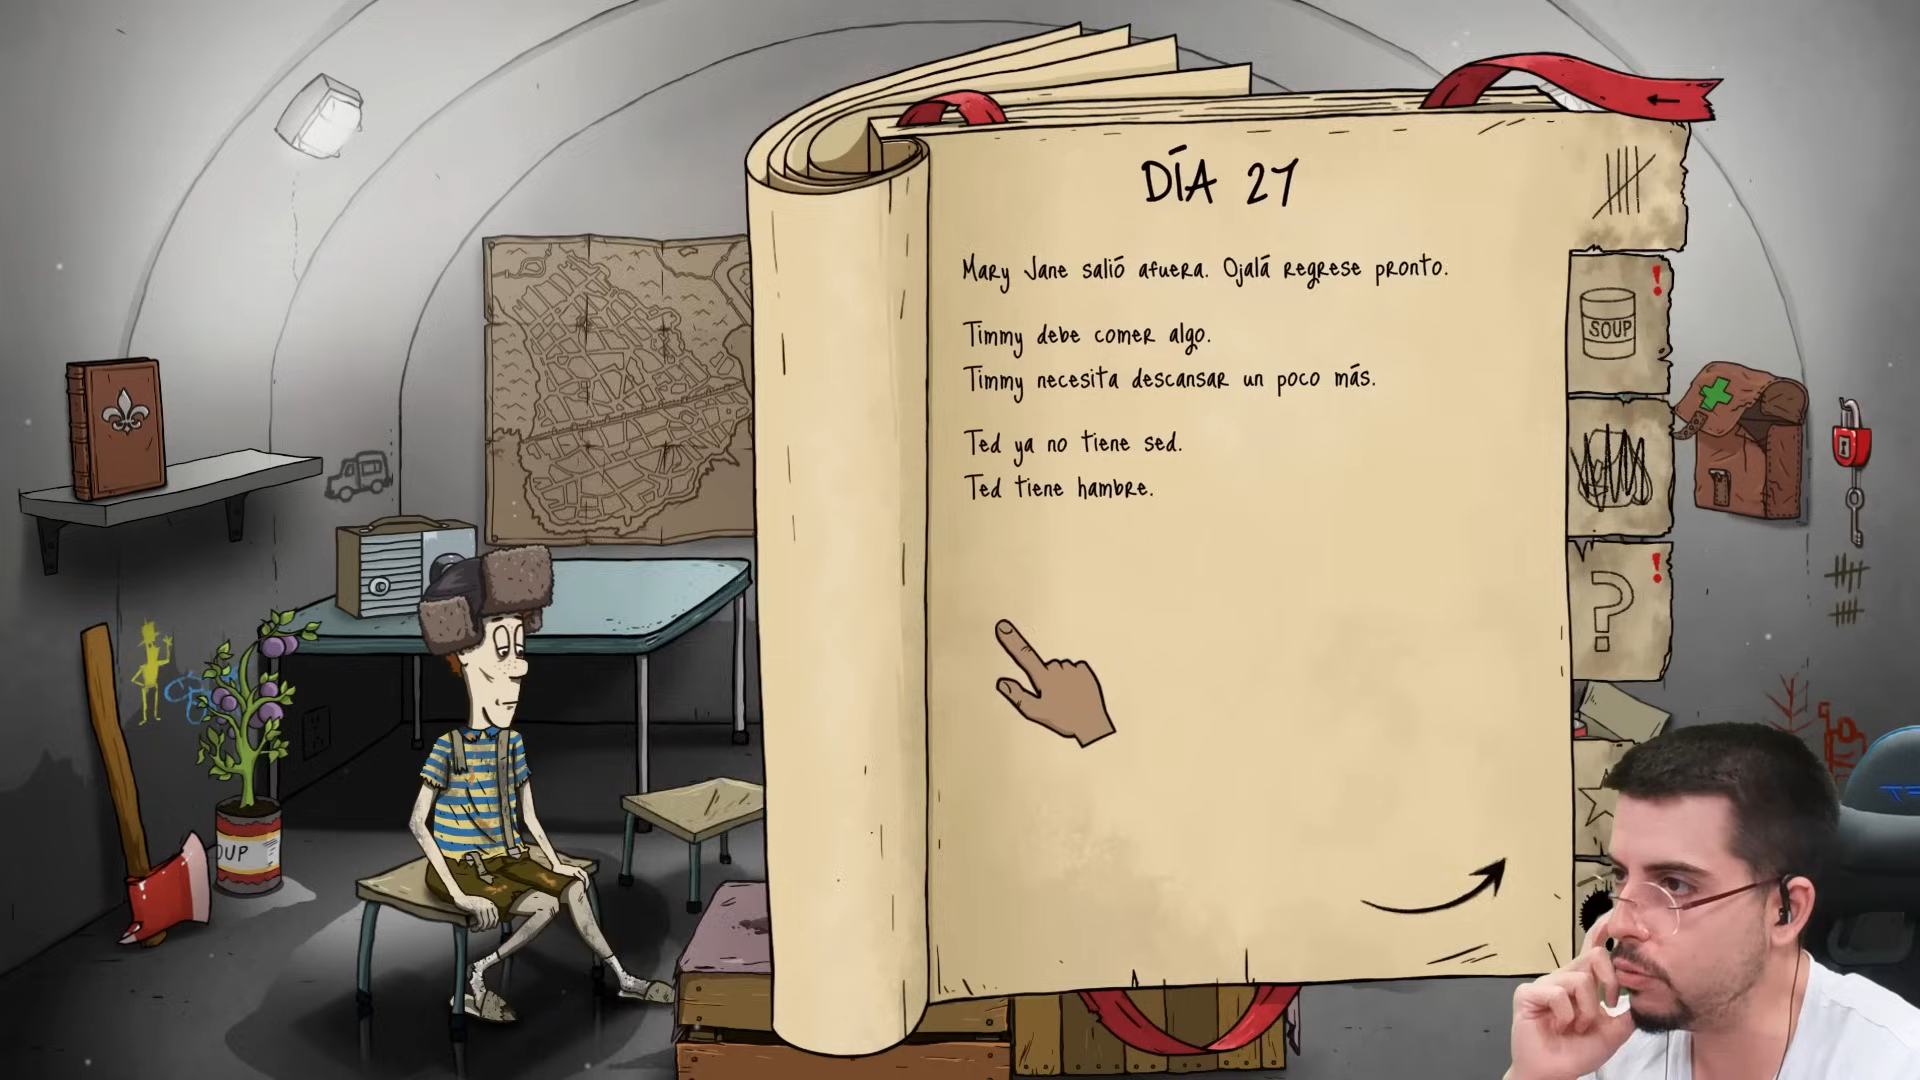 DÍA 27
Mary Jane salió afuera. Ojalá regrese pronto.
Timmy debe comer algo.
Timmy necesita descansar un poco más.
Ted ya no tiene sed.
Ted tiene hambre.
!
SOUP
!
?
OUP